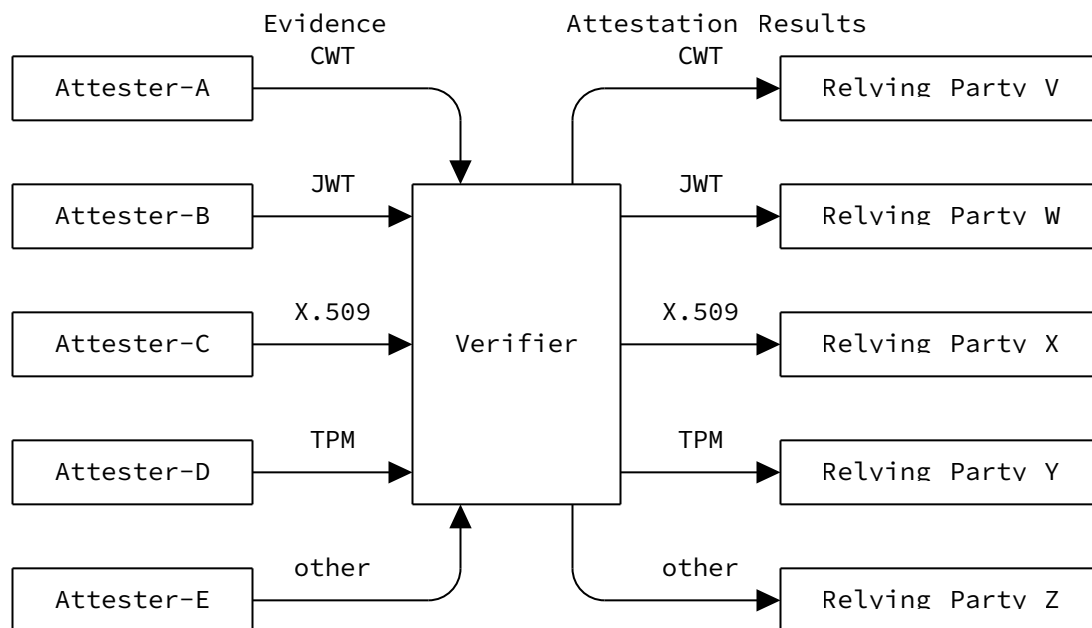 Evidence Attestation Results
CWT CWT
Attester-A Relying Party V
JWT JWT
Attester-B Relying Party W
X.509 X.509
Attester-C Verifier Relying Party X
TPM TPM
Attester-D Relying Party Y
other other
Attester-E Relying Party Z